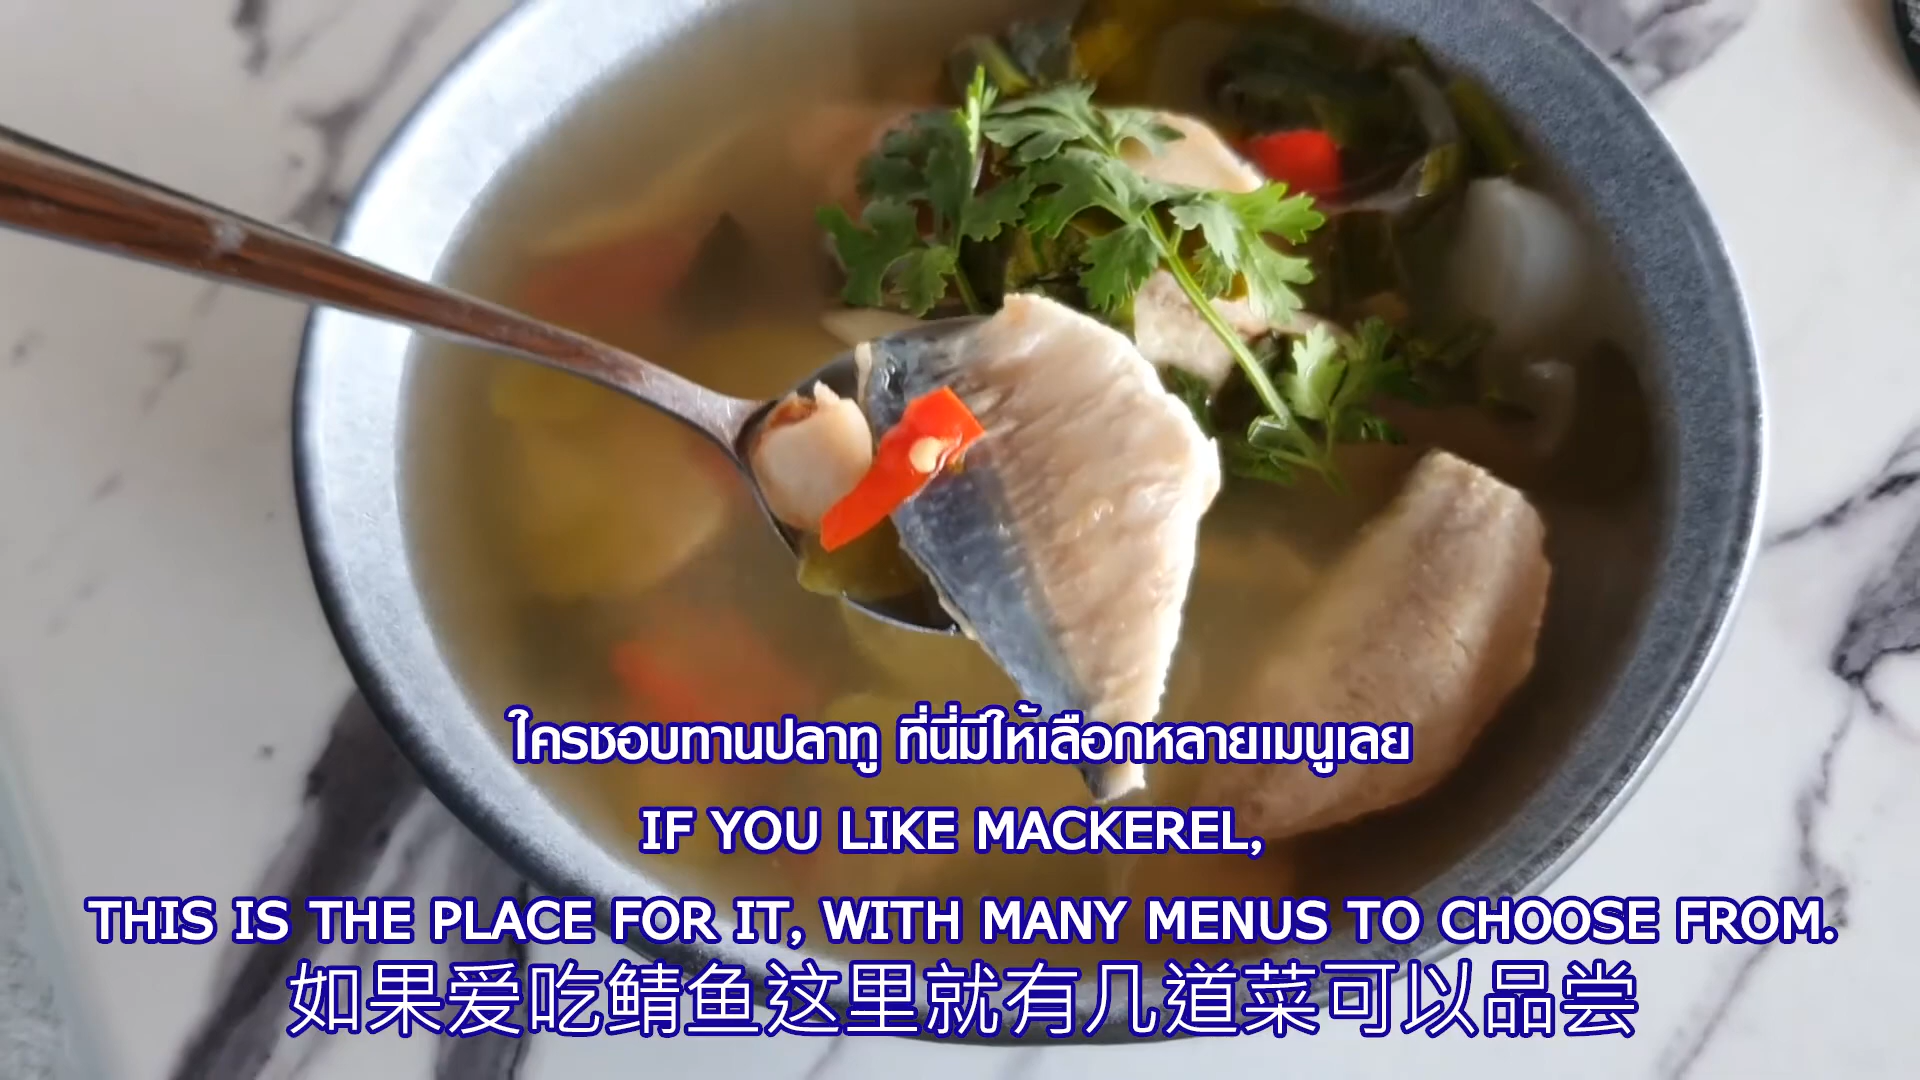 ใครชอบทานปลาทู ที่นี่มีให้เลือกหลายเมนูเลย
IF YOU LIKE MACKEREL,
THIS IS THE PLACE FOR IT, WITH MANY MENUS TO CHOOSE FROM.
如果爱吃鲭鱼这里就有几道菜可以品尝